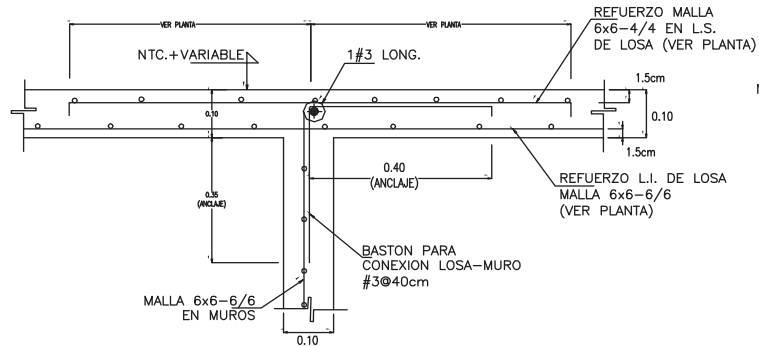 VER PLANTA
VER PLANTA
REFUERZO MALLA
6x6-4/4 EN L.S.
DE LOSA (VER PLANTA)
NTC.+VARIABLE
1#3 LONG.
1.5cm
0.10
0.10
1.5cm
0.40
(ANCLAJE)
0.35
(ANCLAJE)
REFUERZO L.I. DE LOSA
MALLA 6x6-6/6
(VER PLANTA)
BASTON PARA
CONEXION LOSA-MURO
#3@40cm
MALLA 6x6-6/6
EN MUROS
0.10